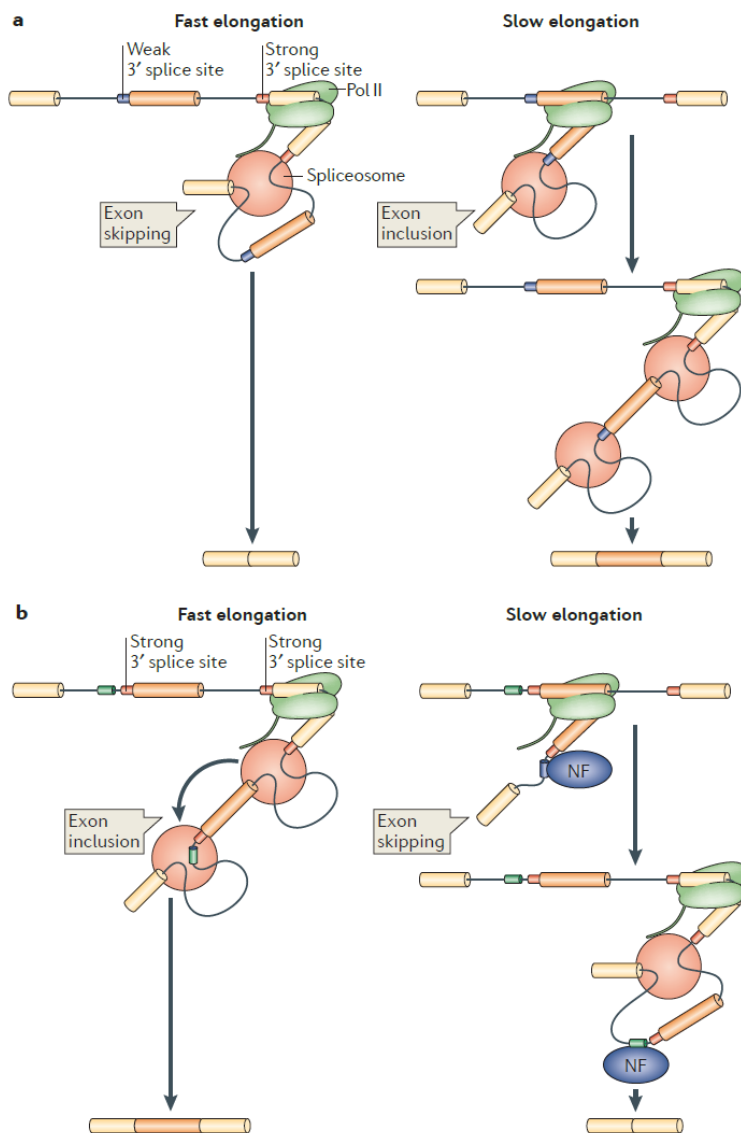 a
Fast elongation
Slow elongation
Weak
3′ splice site
Strong
3′ splice site
Pol II
Spliceosome
Exon
skipping
Exon
inclusion
b
Fast elongation
Slow elongation
Strong
3′ splice site
Strong
3′ splice site
NF
Exon
inclusion
Exon
skipping
NF